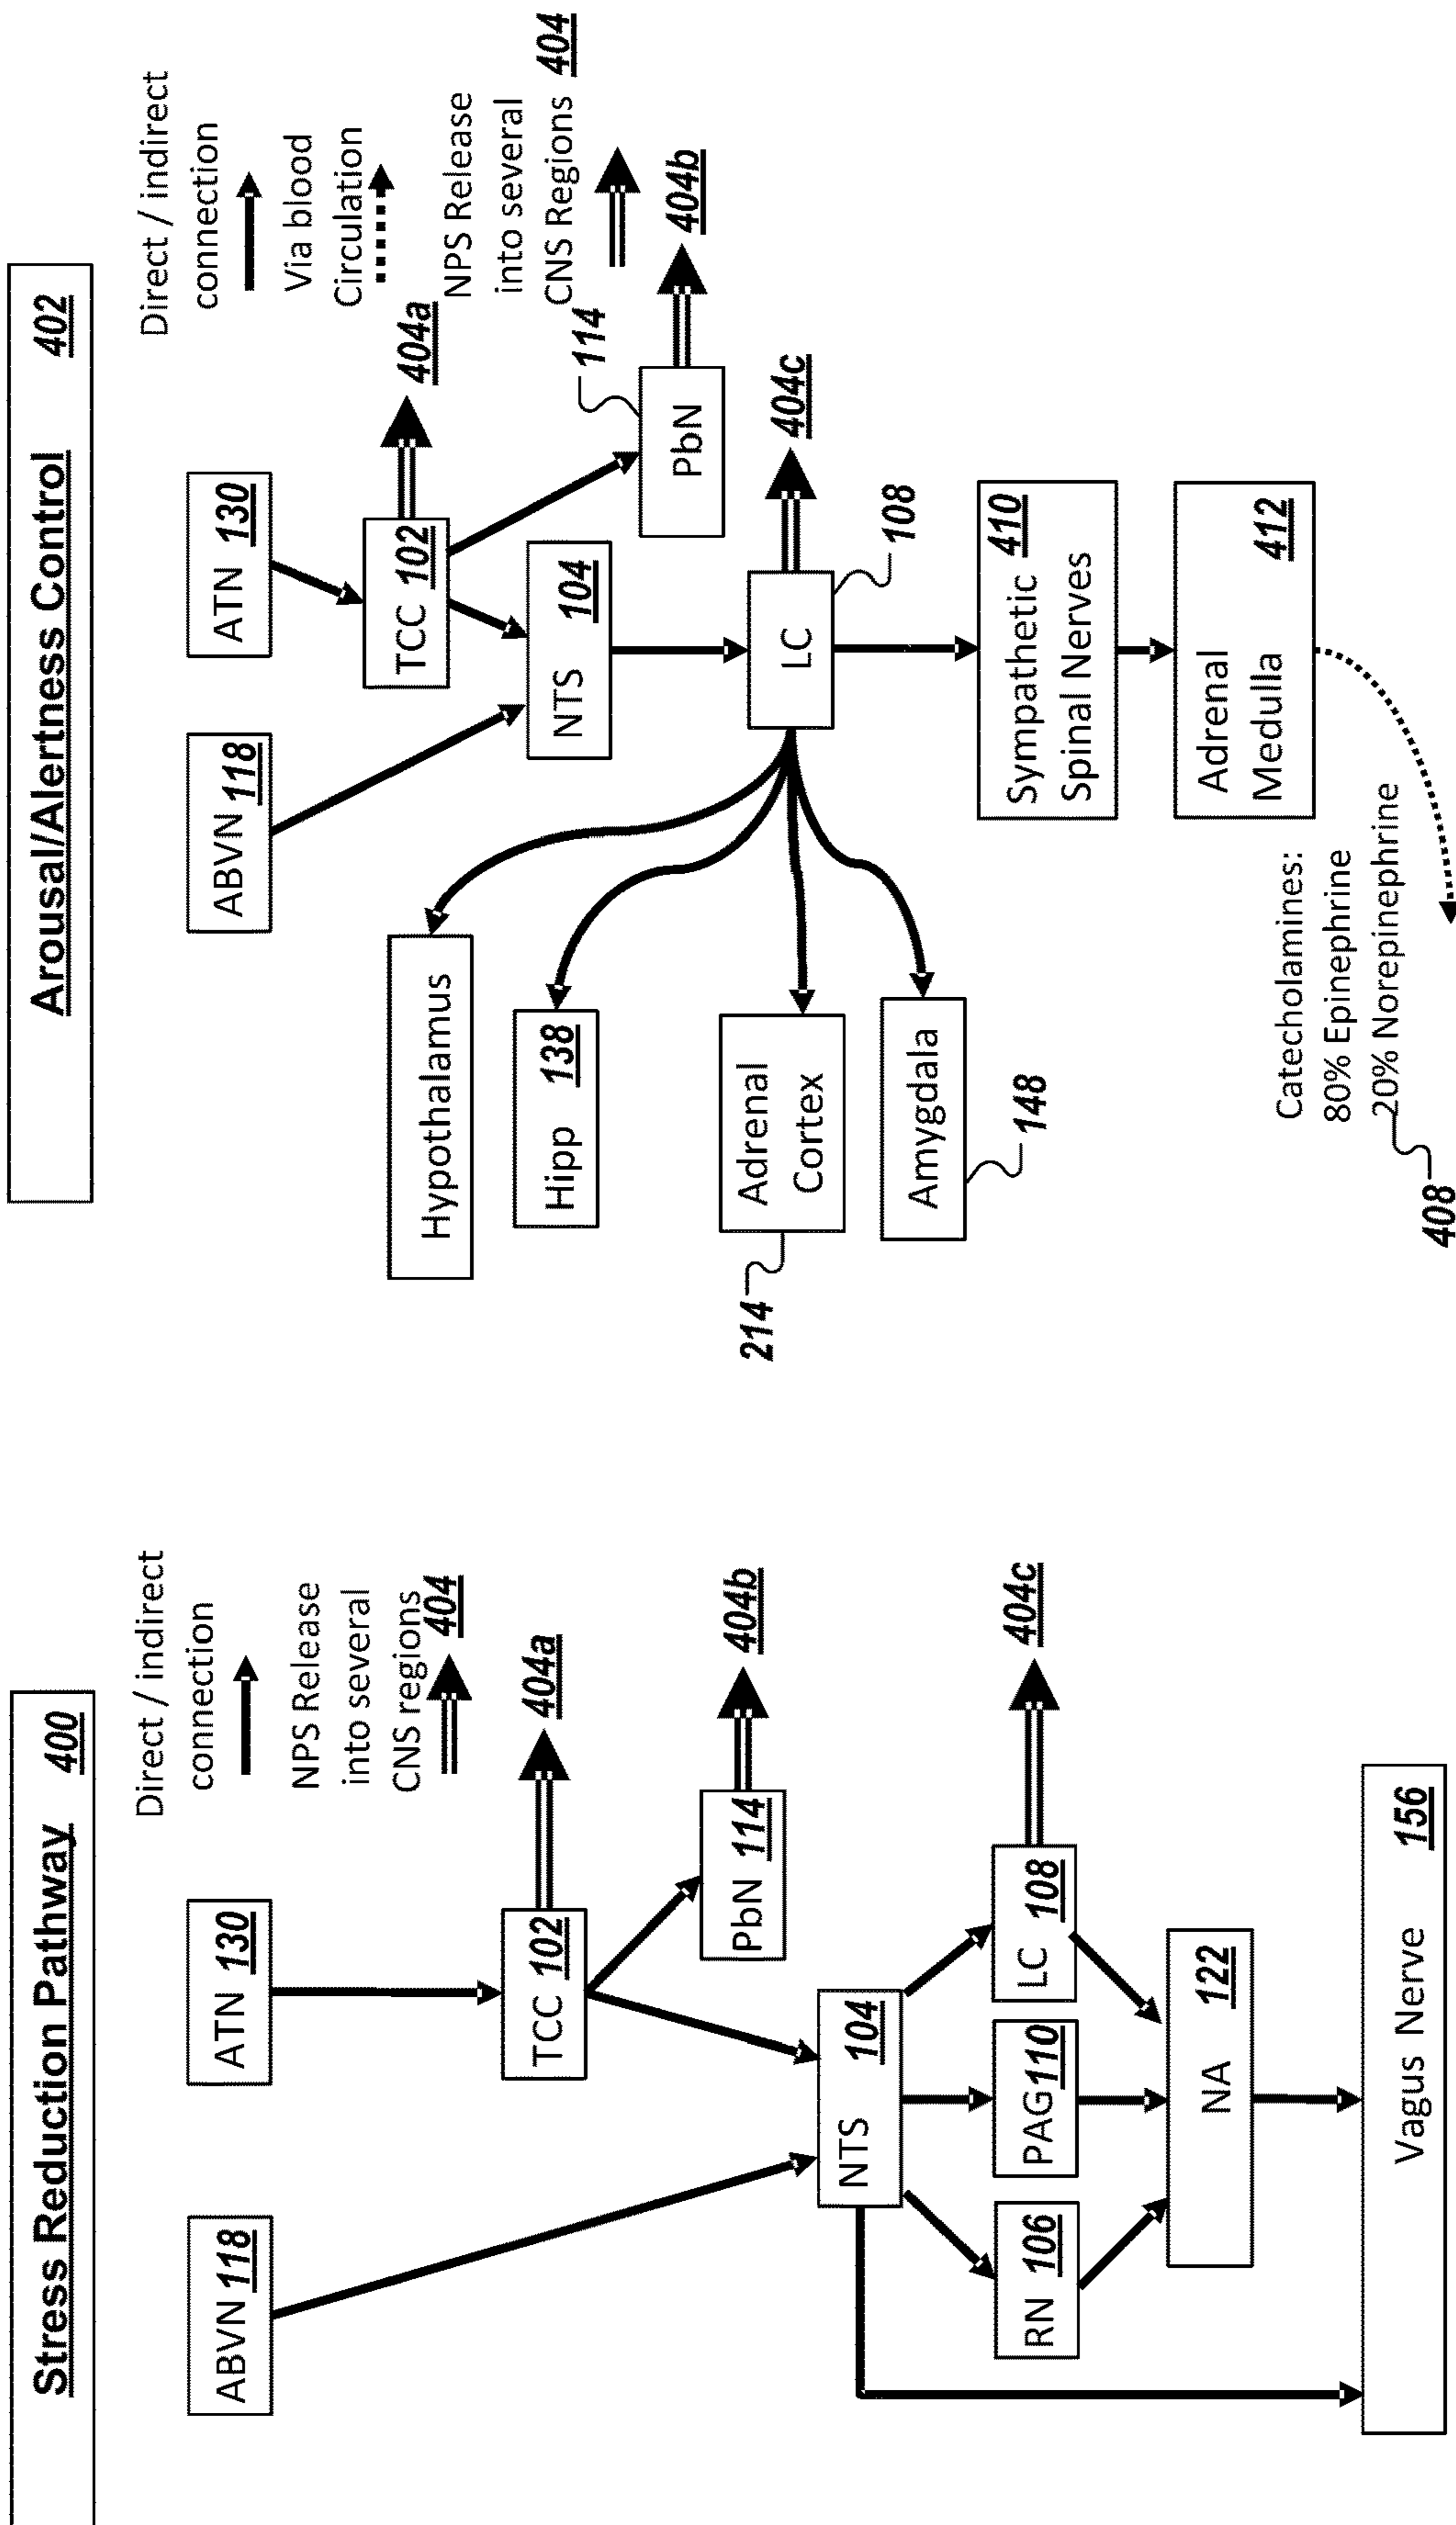 Stress Reduction Pathway 400
Direct / indirect
connection
NPS Release
into several
CNS regions 404
ABVN 118
ATN 130
TCC 102
404a
PbN 114
404b
NTS 104
RN 106
PAG 110
LC 108
404c
NA 122
Vagus Nerve 156
Arousal/Alertness Control 402
Direct / indirect
connection
Via blood
Circulation
NPS Release
into several
CNS Regions 404
ABVN 118
ATN 130
TCC 102
404a
NTS 104
114
PbN
404b
Hypothalamus
Hipp 138
214
Adrenal
Cortex
LC
404c
108
Amygdala
148
Sympathetic 410
Spinal Nerves
Adrenal
Medulla 412
Catecholamines:
80% Epinephrine
20% Norepinephrine
408